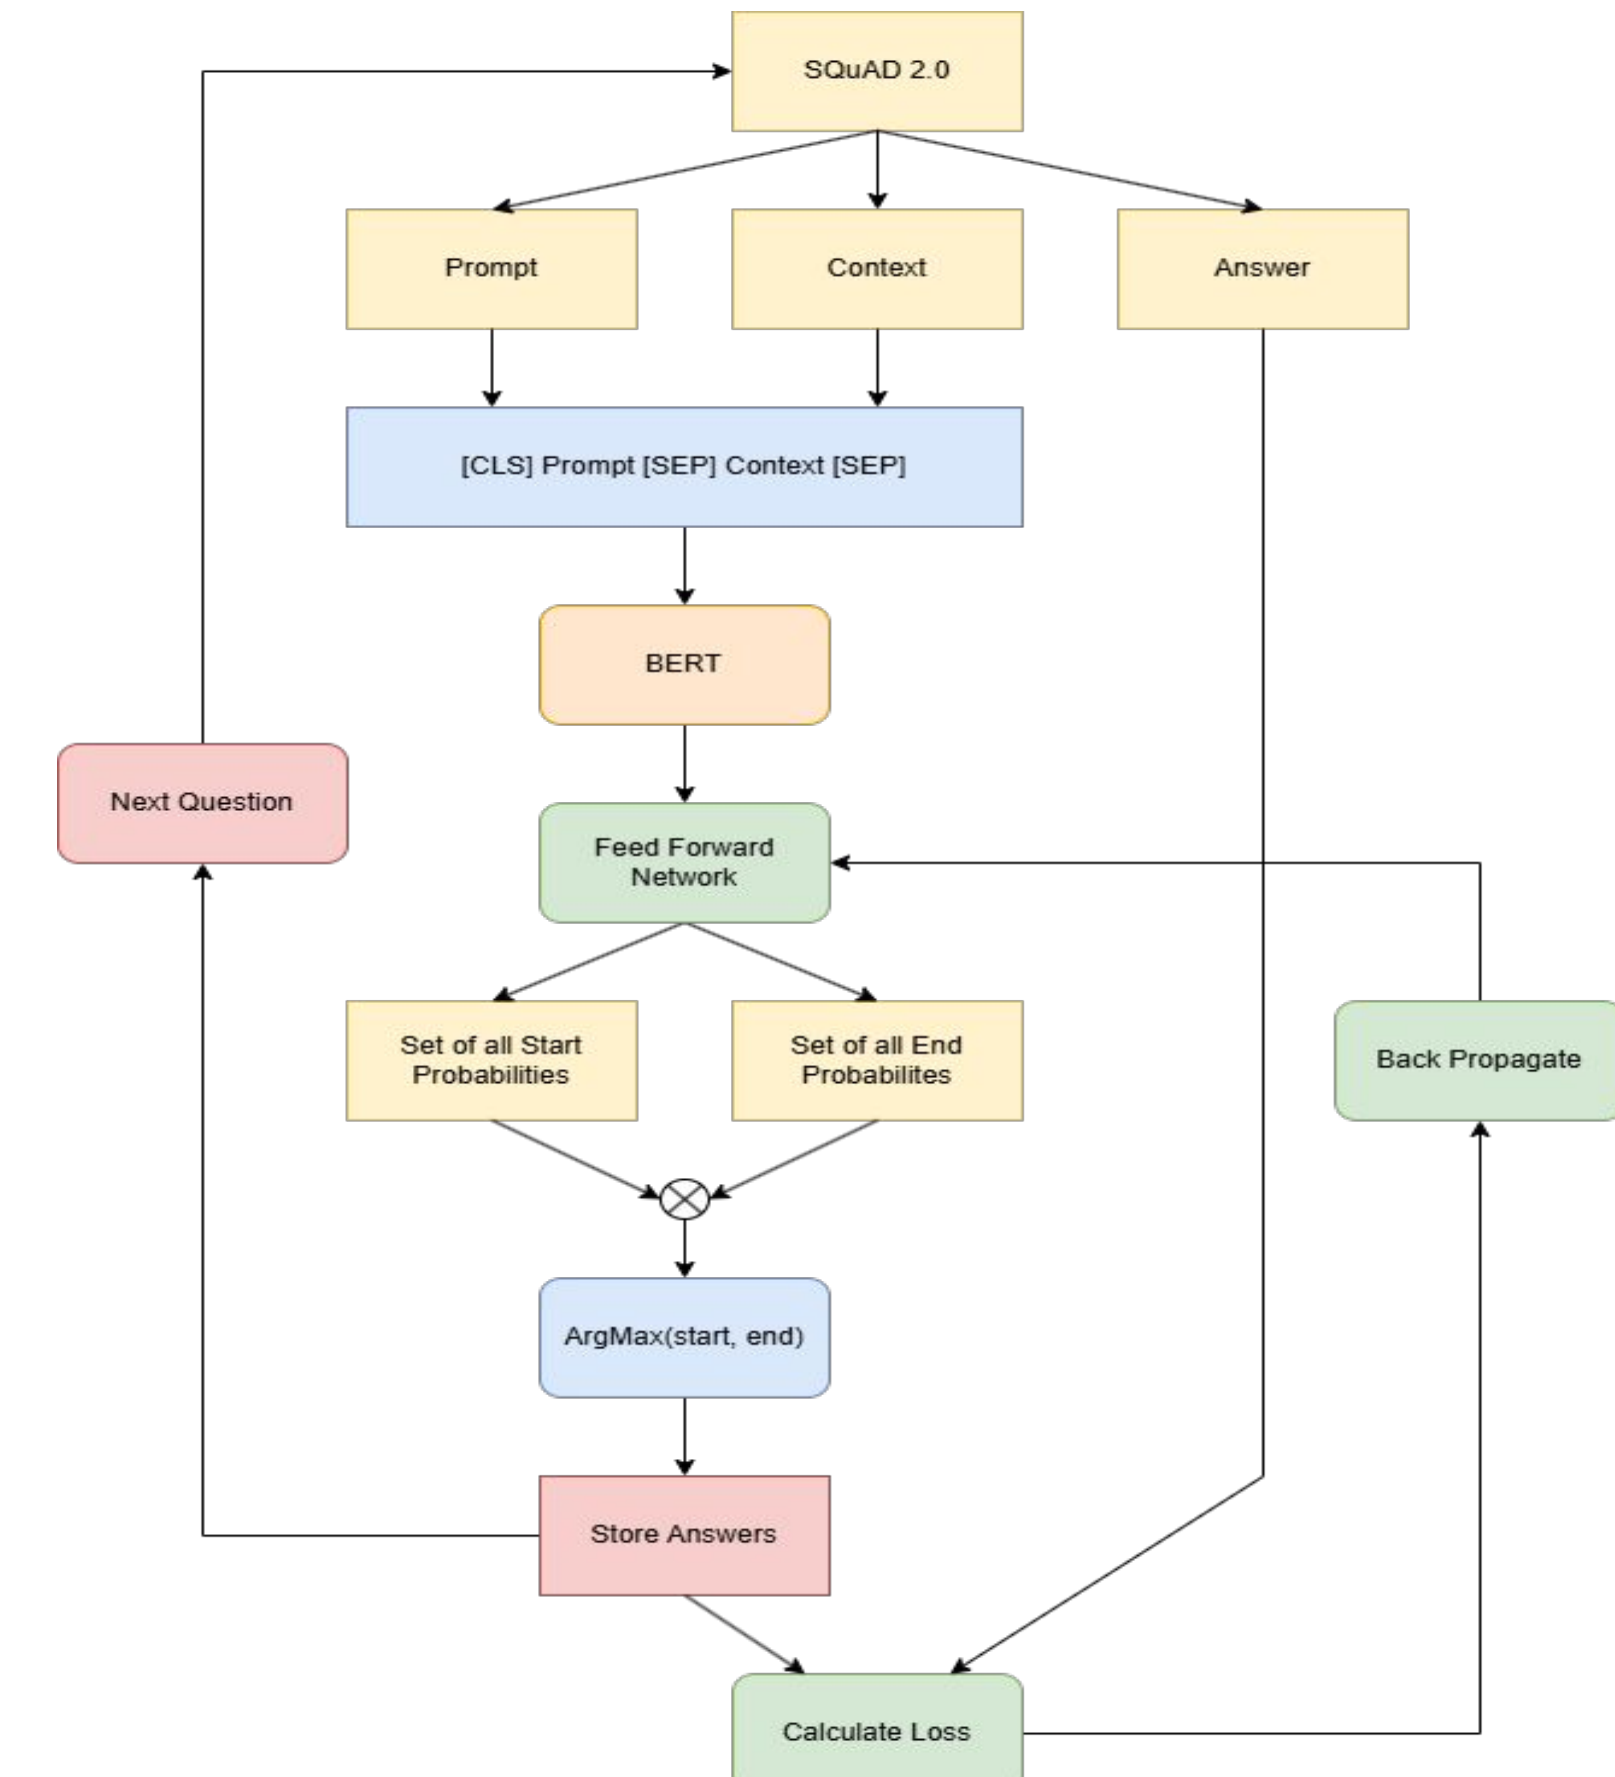 SQuAD 2.0
Prompt
Context
Answer
[CLS] Prompt [SEP] Context [SEP]
BERT
Next Question
Feed Forward
Network
Set of all Start
Probabilities
Set of all End
Probabilites
Back Propagate
ArgMax(start, end)
Store Answers
Calculate Loss